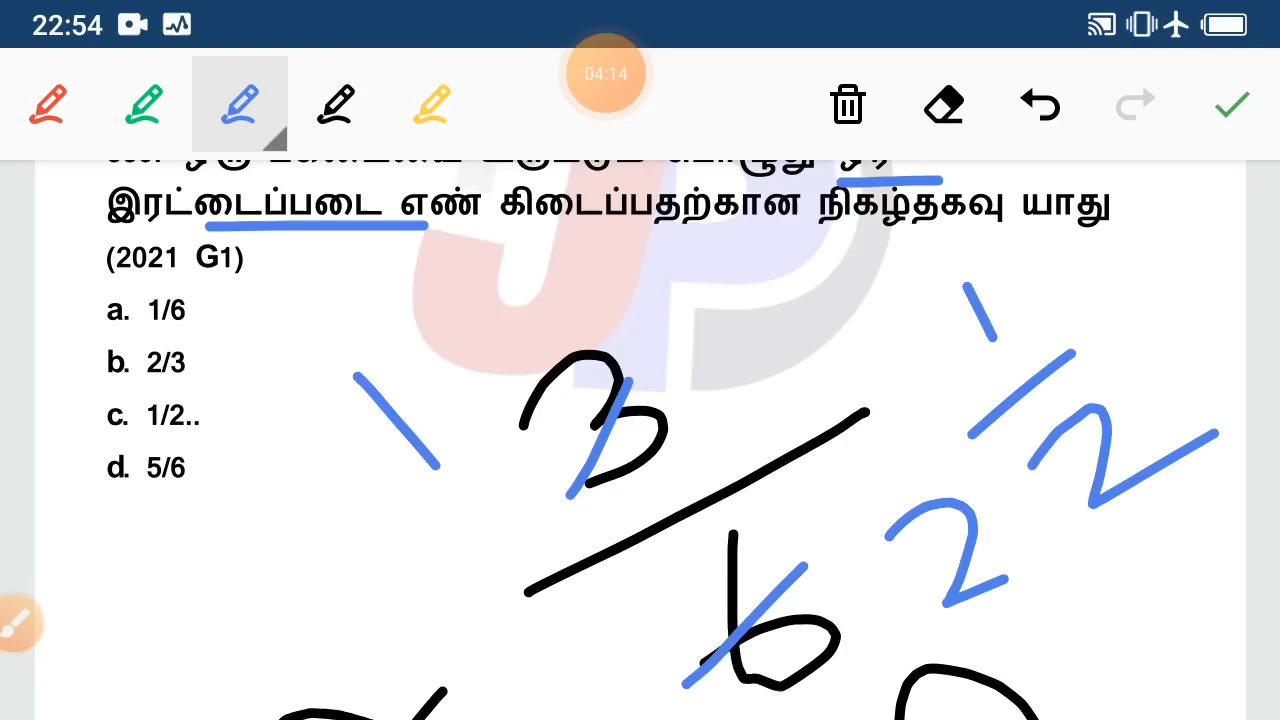 22:54
04:14
இரட்டைப்படை எண் கிடைப்பதற்கான நிகழ்தகவு யாது
(2021 G1)
a. 1/6
b. 2/3
c. 1/2..
d. 5/6
1
3
1/2
6
2